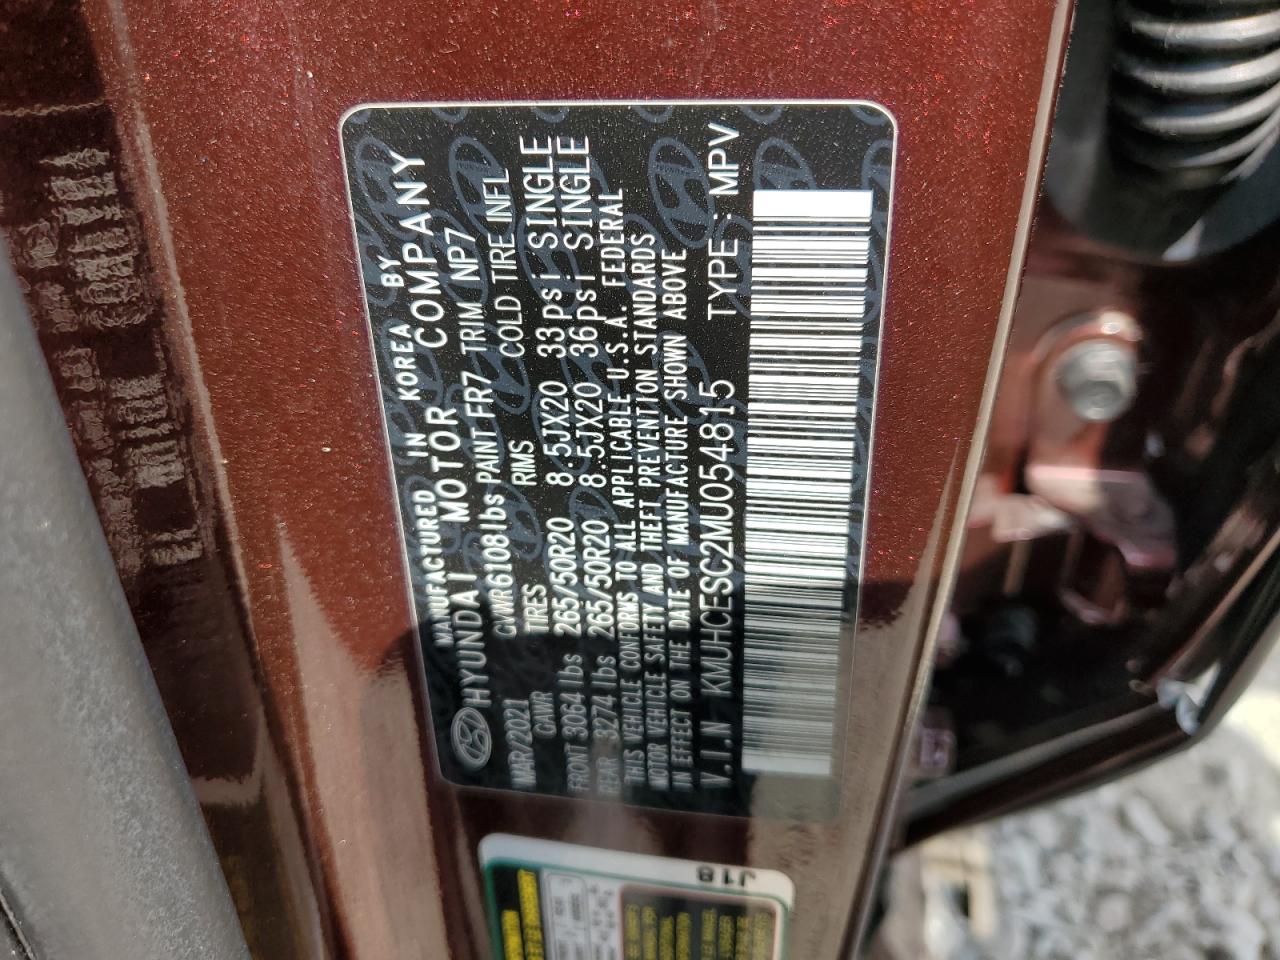 MANUFACTURED IN KOREA BY
HYUNDAI MOTOR COMPANY
MAR/2021 GVWR6108lbs PAINT FR7 TRIM NP7
GAWR TIRES RIMS COLD TIRE INFL
FRONT 3064 lbs 265/50R20 8.5JX20 33psi SINGLE
REAR 3274 lbs 265/50R20 8.5JX20 36psi SINGLE
THIS VEHICLE CONFORMS TO ALL APPLICABLE U.S.A. FEDERAL
MOTOR VEHICLE SAFETY AND THEFT PREVENTION STANDARDS
IN EFFECT ON THE DATE OF MANUFACTURE SHOWN ABOVE
V.I.N KMUHCESC2MU054815 TYPE : MPV
J18